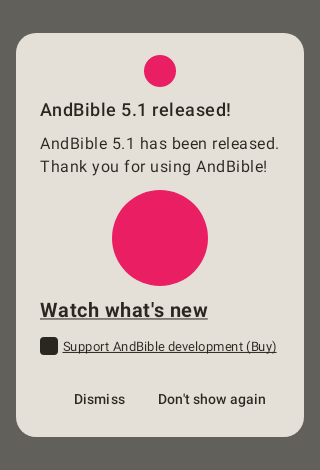 AndBible 5.1 released!
AndBible 5.1 has been released.
Thank you for using AndBible!
Watch what's new
Support AndBible development (Buy)
Dismiss
Don't show again